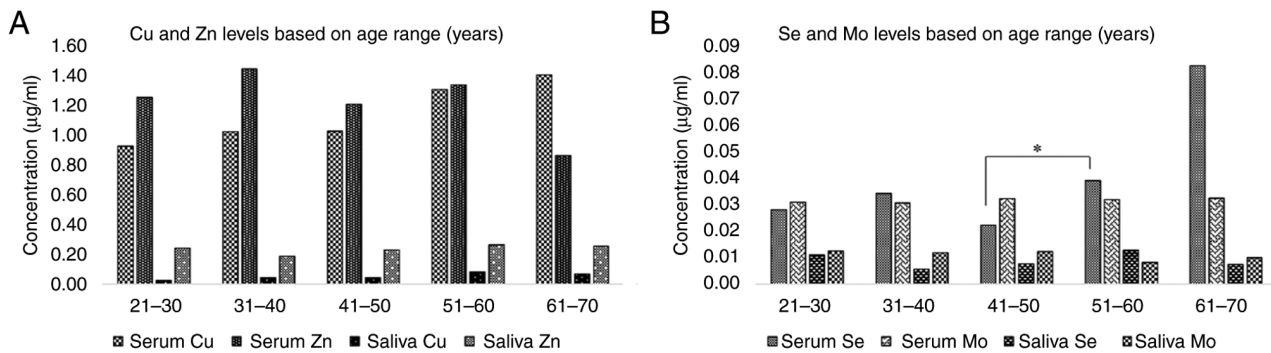 A
Cu and Zn levels based on age range (years)
Concentration (µg/ml)
1.60
1.40
1.20
1.00
0.80
0.60
0.40
0.20
0.00
21–30 31–40 41–50 51–60 61–70
Serum Cu Serum Zn Saliva Cu Saliva Zn
B
Se and Mo levels based on age range (years)
Concentration (µg/ml)
0.09
0.08
0.07
0.06
0.05
0.04
0.03
0.02
0.01
0.00
*
21–30 31–40 41–50 51–60 61–70
Serum Se Serum Mo Saliva Se Saliva Mo